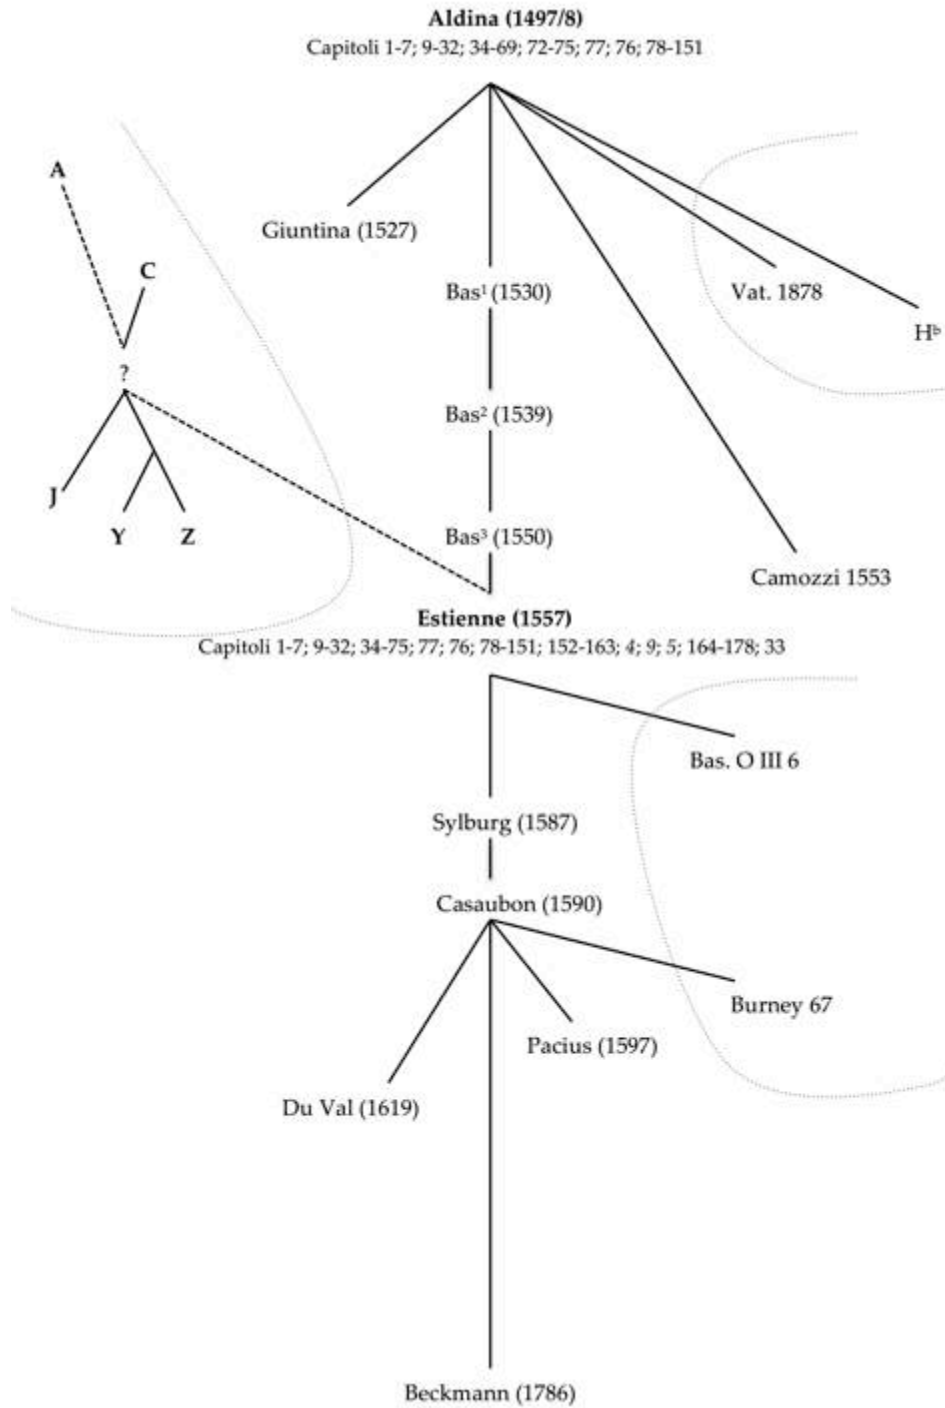 Aldina (1497/8)
Capitoli 1-7; 9-32; 34-69; 72-75; 77; 76; 78-151
A
Giuntina (1527)
C
Bas¹ (1530)
Vat. 1878
Hᵇ
?
Bas² (1539)
J
Y
Z
Bas³ (1550)
Camozzi 1553
Estienne (1557)
Capitoli 1-7; 9-32; 34-75; 77; 76; 78-151; 152-163; 4; 9; 5; 164-178; 33
Bas. O III 6
Sylburg (1587)
Casaubon (1590)
Burney 67
Pacius (1597)
Du Val (1619)
Beckmann (1786)